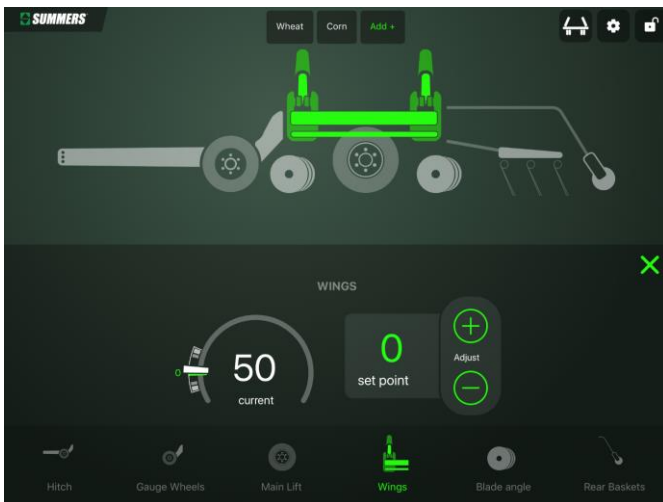 SUMMERS
Wheat
Corn
Add +
WINGS
0
50
current
0
set point
Adjust
Hitch
Gauge Wheels
Main Lift
Wings
Blade angle
Rear Baskets